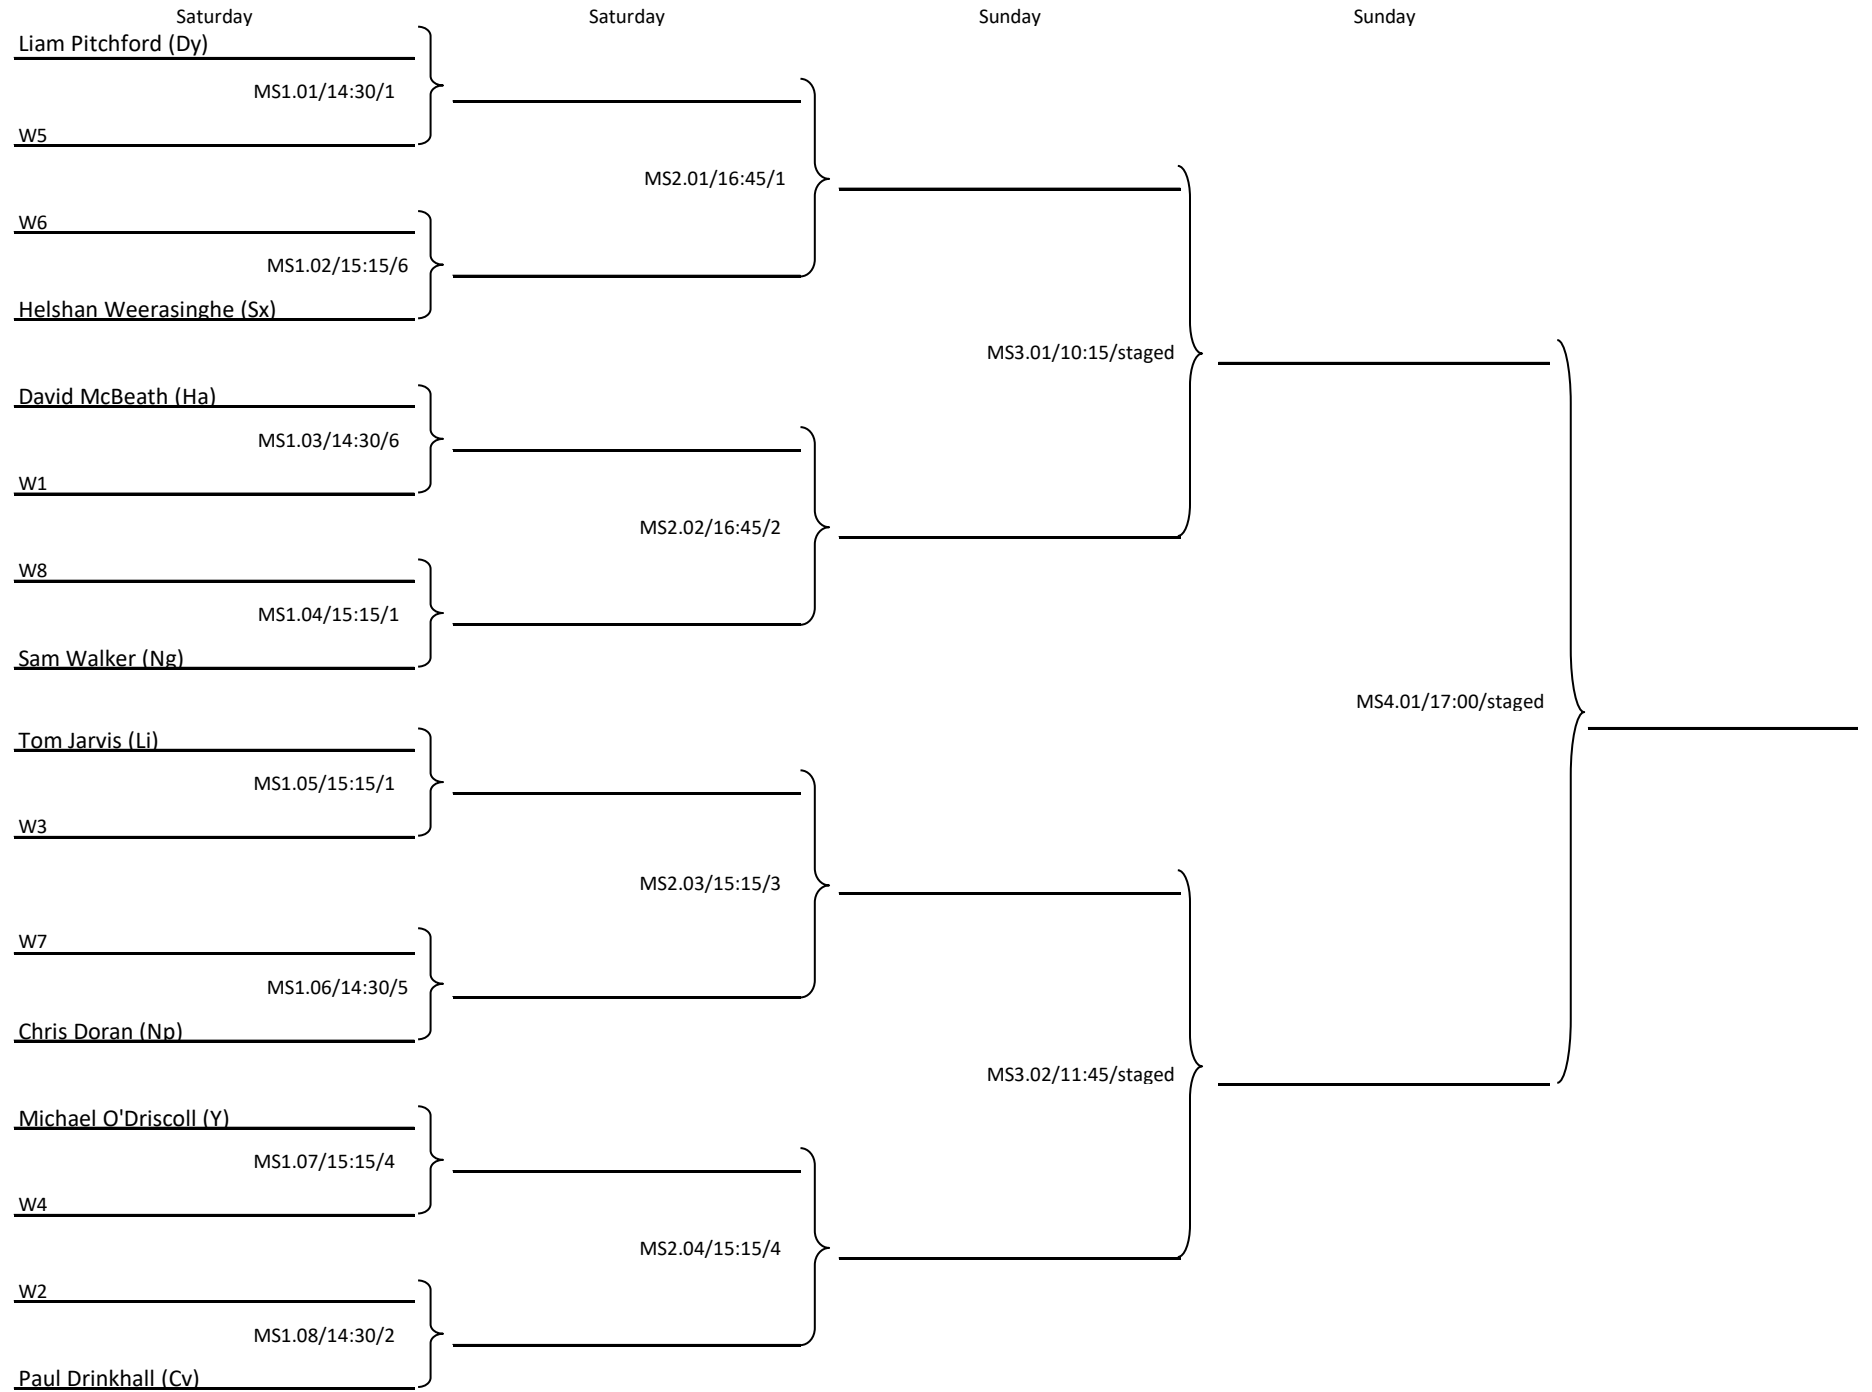 Saturday
Saturday
Sunday
Sunday
Liam Pitchford (Dy)
MS1.01/14:30/1
W5
MS2.01/16:45/1
W6
MS1.02/15:15/6
Helshan Weerasinghe (Sx)
MS3.01/10:15/staged
David McBeath (Ha)
MS1.03/14:30/6
W1
MS2.02/16:45/2
W8
MS1.04/15:15/1
Sam Walker (Ng)
MS4.01/17:00/staged
Tom Jarvis (Li)
MS1.05/15:15/1
W3
MS2.03/15:15/3
W7
MS1.06/14:30/5
Chris Doran (Np)
MS3.02/11:45/staged
Michael O'Driscoll (Y)
MS1.07/15:15/4
W4
MS2.04/15:15/4
W2
MS1.08/14:30/2
Paul Drinkhall (Cv)